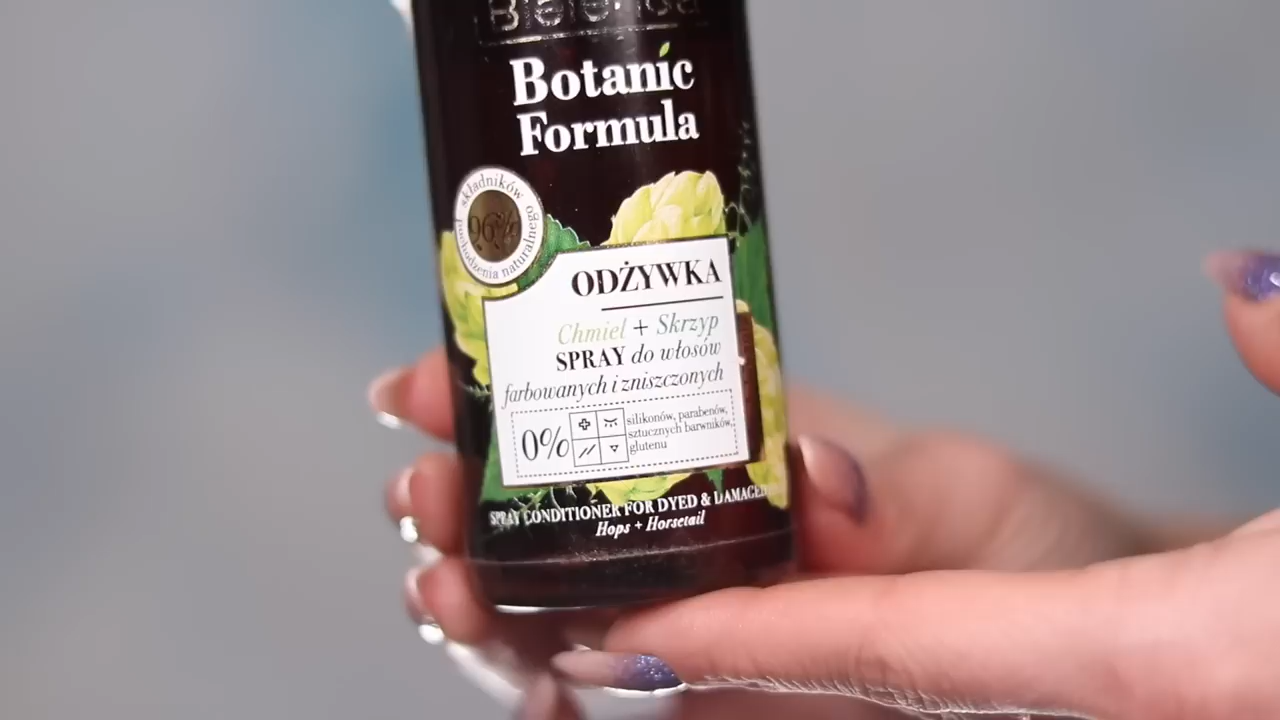 Bielenda
Botanic
Formula
składników
96%
pochodzenia naturalnego
ODŻYWKA
Chmiel + Skrzyp
SPRAY do włosów
farbowanych i zniszczonych
0%
silikonów, parabenów,
sztucznych barwników,
glutenu
SPRAY CONDITIONER FOR DYED & DAMAGED
Hops + Horsetail